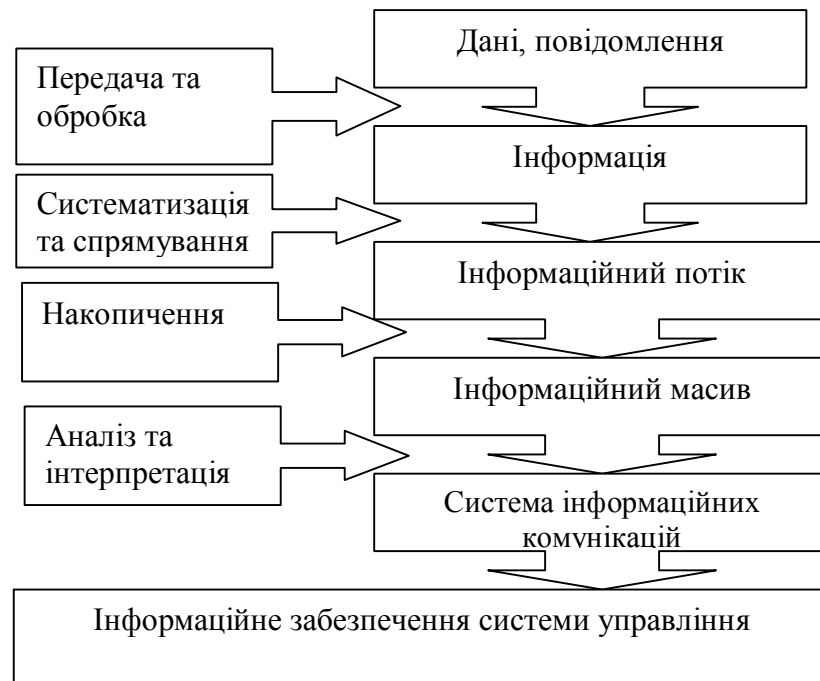 Дані, повідомлення
Передача та
обробка
Інформація
Систематизація
та спрямування
Інформаційний потік
Накопичення
Інформаційний масив
Аналіз та
інтерпретація
Система інформаційних
комунікацій
Інформаційне забезпечення системи управління